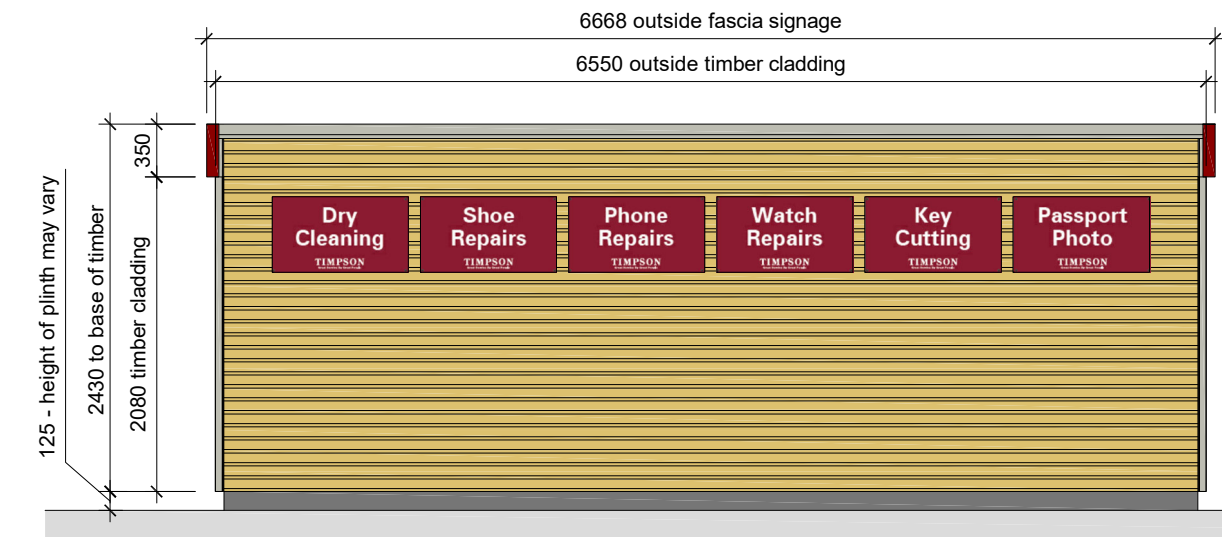 6668 outside fascia signage
6550 outside timber cladding
350
125 - height of plinth may vary
2430 to base of timber
2080 timber cladding
Dry
Cleaning
TIMPSON
Shoe
Repairs
TIMPSON
Phone
Repairs
TIMPSON
Watch
Repairs
TIMPSON
Key
Cutting
TIMPSON
Passport
Photo
TIMPSON